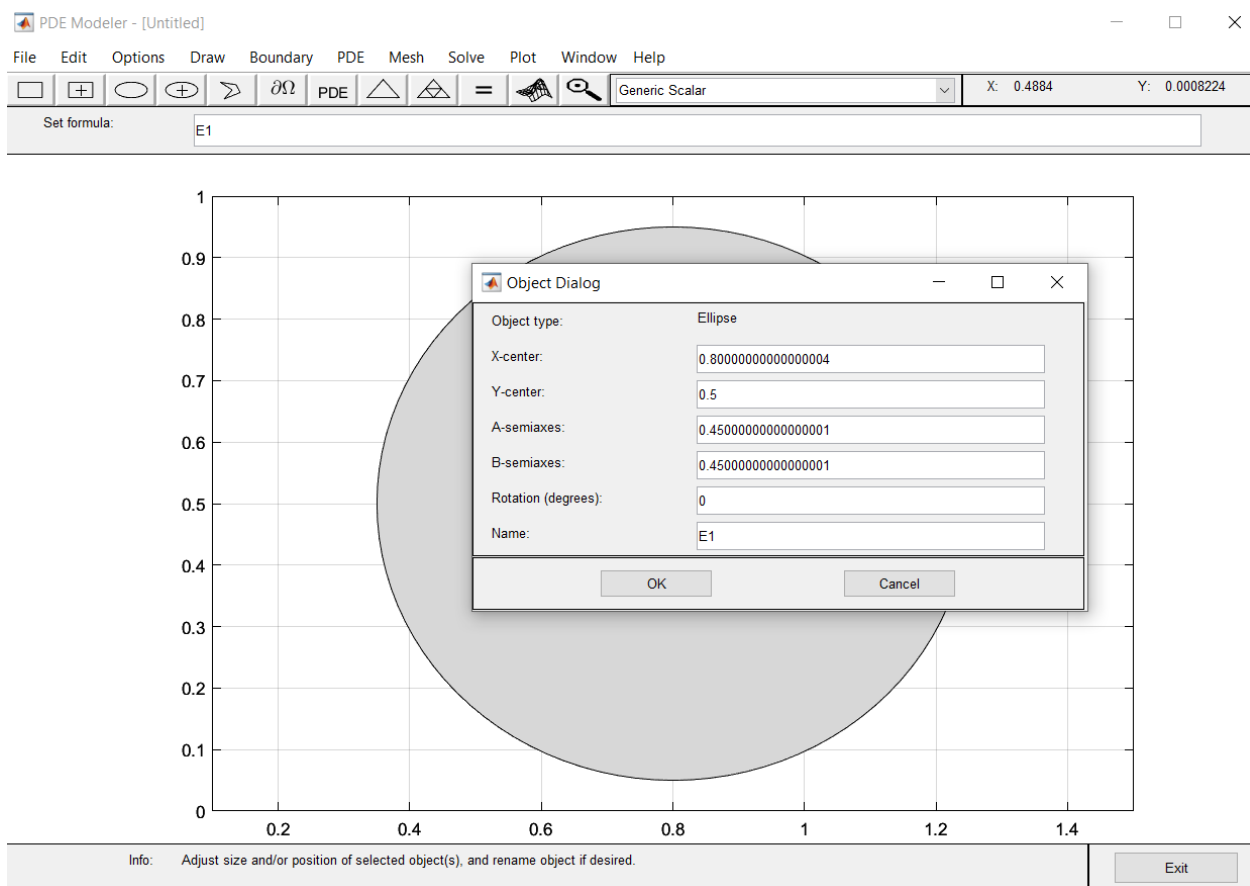 PDE Modeler - [Untitled]
File Edit Options Draw Boundary PDE Mesh Solve Plot Window Help
∂Ω PDE = Generic Scalar X: 0.4884 Y: 0.0008224
Set formula: E1
1
0.9
0.8
0.7
0.6
0.5
0.4
0.3
0.2
0.1
0
0.2 0.4 0.6 0.8 1 1.2 1.4
Object Dialog
Object type: Ellipse
X-center: 0.80000000000000004
Y-center: 0.5
A-semiaxes: 0.45000000000000001
B-semiaxes: 0.45000000000000001
Rotation (degrees): 0
Name: E1
OK Cancel
Info: Adjust size and/or position of selected object(s), and rename object if desired.
Exit